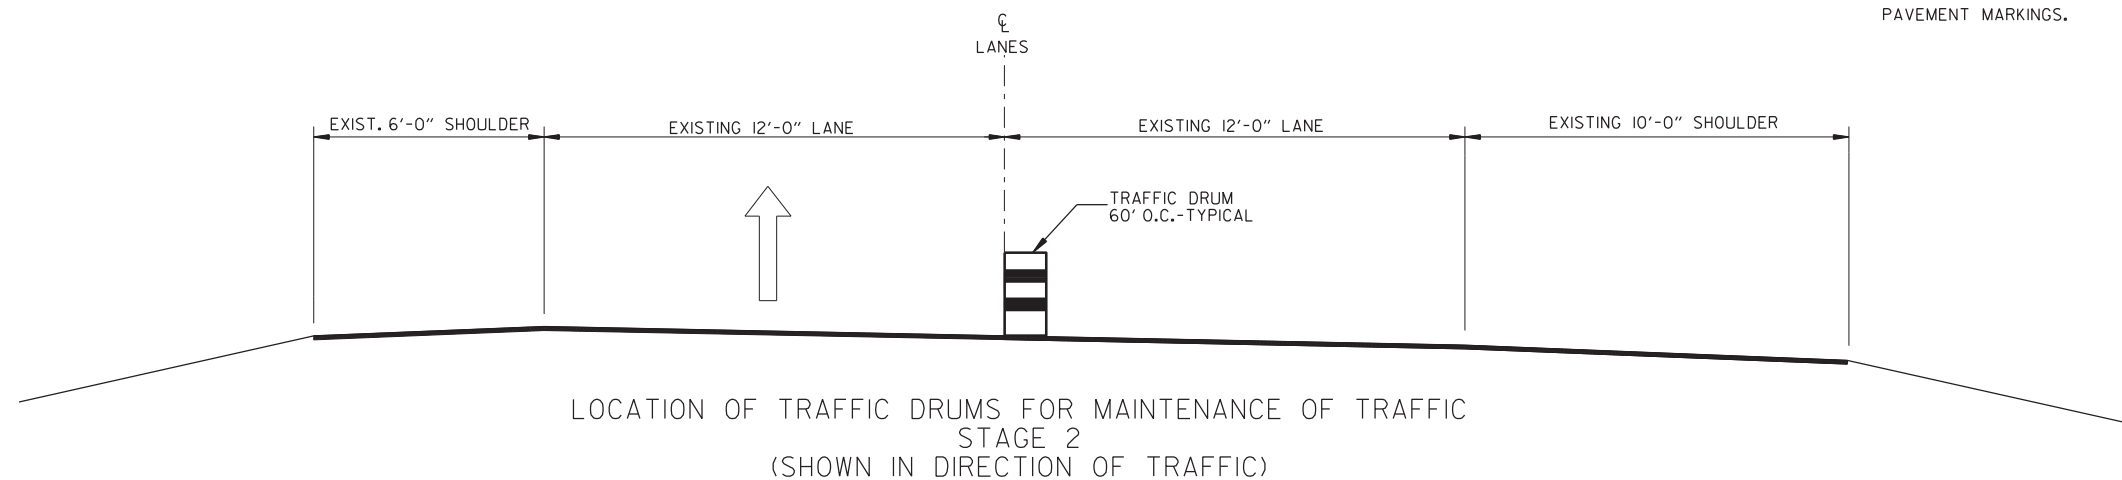 PAVEMENT MARKINGS.
℄
LANES
EXIST. 6'-0" SHOULDER
EXISTING 12'-0" LANE
EXISTING 12'-0" LANE
EXISTING 10'-0" SHOULDER
TRAFFIC DRUM
60' O.C.-TYPICAL
LOCATION OF TRAFFIC DRUMS FOR MAINTENANCE OF TRAFFIC
STAGE 2
(SHOWN IN DIRECTION OF TRAFFIC)